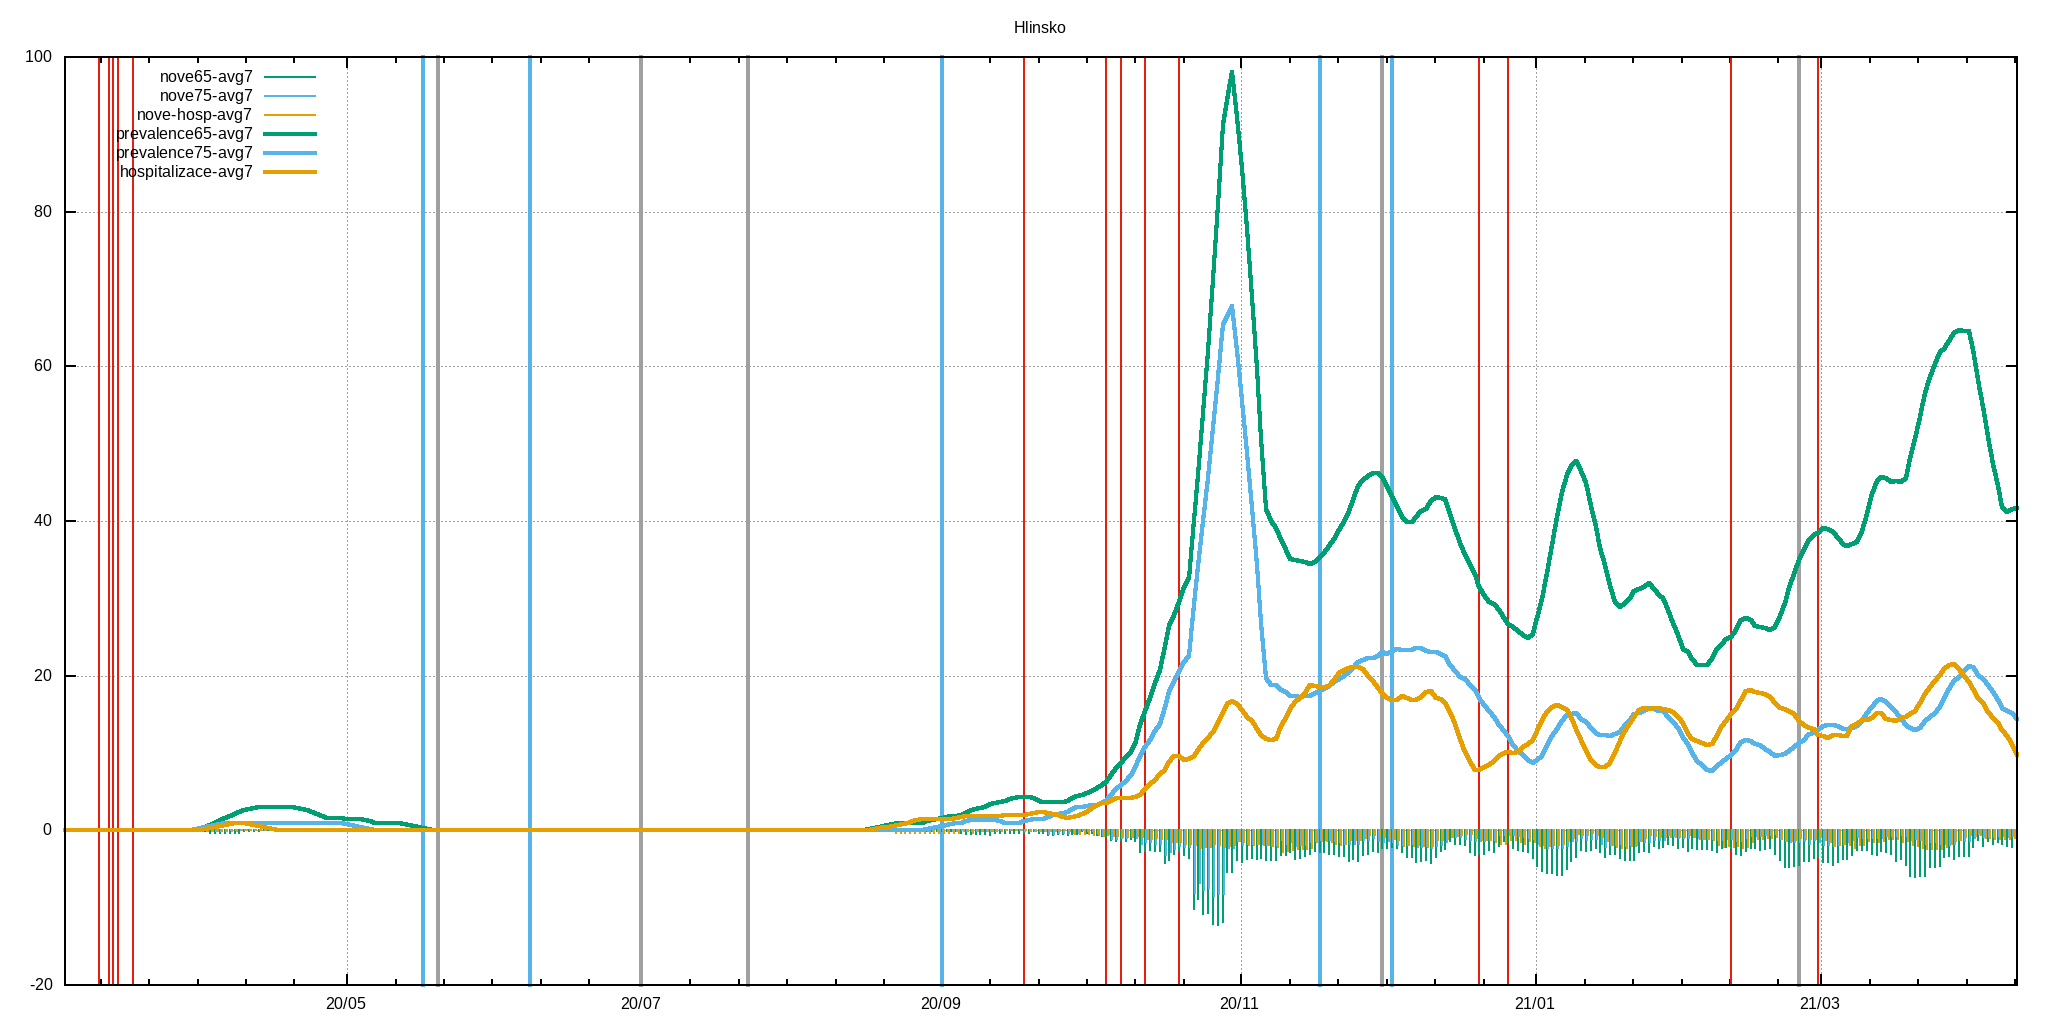 Hlinsko
100
80
60
40
20
0
-20
nove65-avg7
nove75-avg7
nove-hosp-avg7
prevalence65-avg7
prevalence75-avg7
hospitalizace-avg7
20/05
20/07
20/09
20/11
21/01
21/03